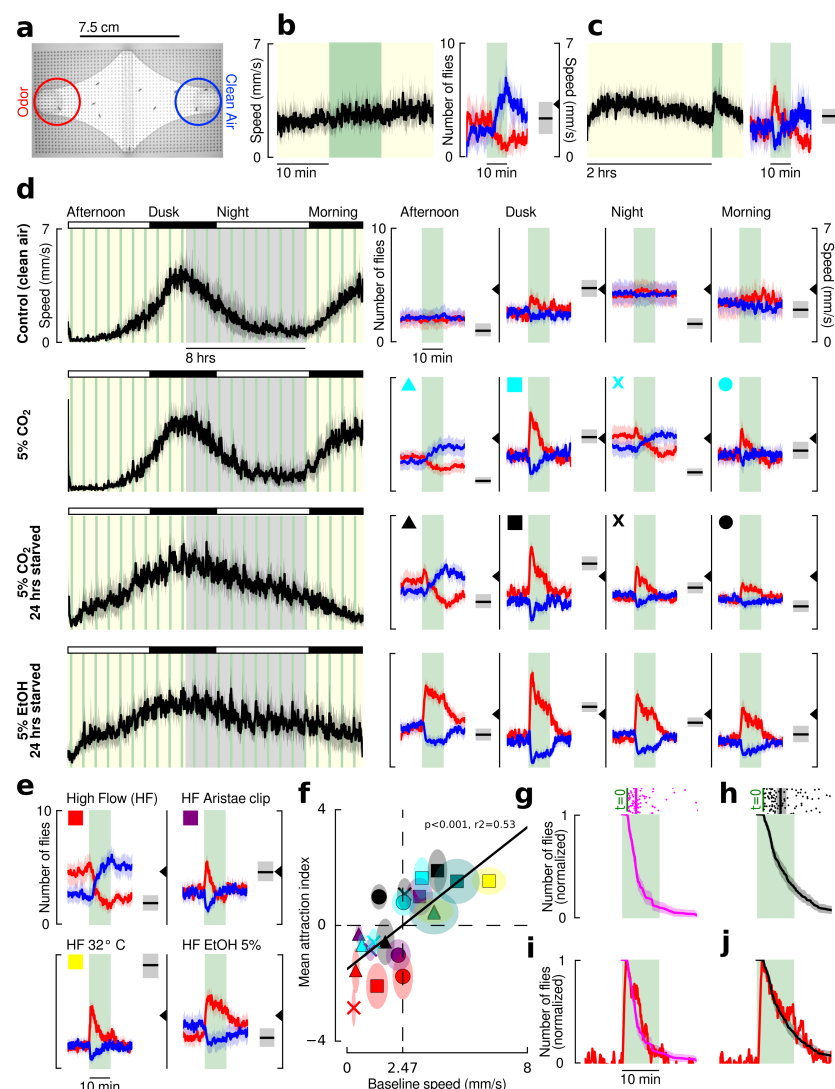 a
7.5 cm
Odor
Clean Air
b
7
Speed (mm/s)
0
10 min
10
Number of flies
0
10 min
7
Speed (mm/s)
0
c
2 hrs
10 min
d
Afternoon Dusk Night Morning
Control (clean air)
7
Speed (mm/s)
0
8 hrs
Afternoon Dusk Night Morning
10
Number of flies
0
10 min
7
Speed (mm/s)
0
5% CO2
X
5% CO2
24 hrs starved
X
5% EtOH
24 hrs starved
e
High Flow (HF)
HF Aristae clip
10
Number of flies
0
HF 32° C
HF EtOH 5%
10 min
f
4
p<0.001, r2=0.53
Mean attraction index
0
−4
0 2.47 8
Baseline speed (mm/s)
g
t=0
1
Number of flies
(normalized)
0
h
t=0
1
0
i
1
Number of flies
(normalized)
0
10 min
j
1
0